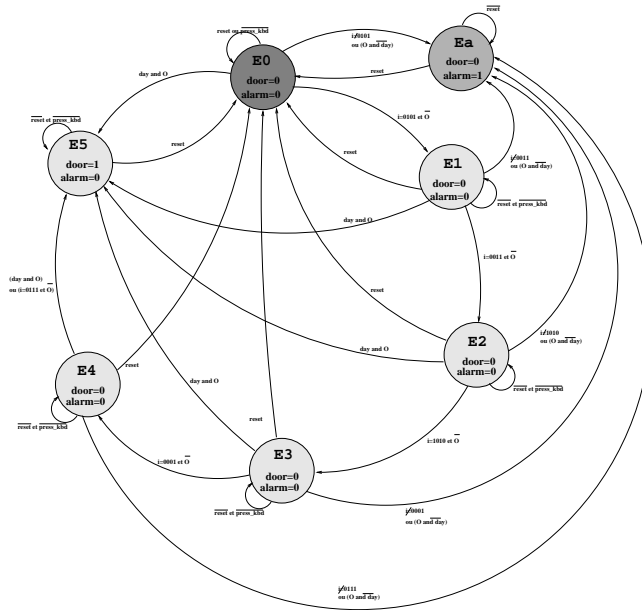 reset ou press_kbd
E0
door=0
alarm=0
i≠0101
ou (O and day)
reset
Ea
door=0
alarm=1
reset
day and O
i=0101 et O
reset et press_kbd
E5
door=1
alarm=0
reset
reset
E1
door=0
alarm=0
i≠0011
ou (O and day)
reset et press_kbd
day and O
i=0011 et O
(day and O)
ou (i=0111 et O)
reset
E2
door=0
alarm=0
i≠1010
ou (O and day)
day and O
reset et press_kbd
E4
door=0
alarm=0
reset
day and O
reset et press_kbd
reset
i=1010 et O
E3
door=0
alarm=0
i=0001 et O
reset et press_kbd
i≠0001
ou (O and day)
i≠0111
ou (O and day)